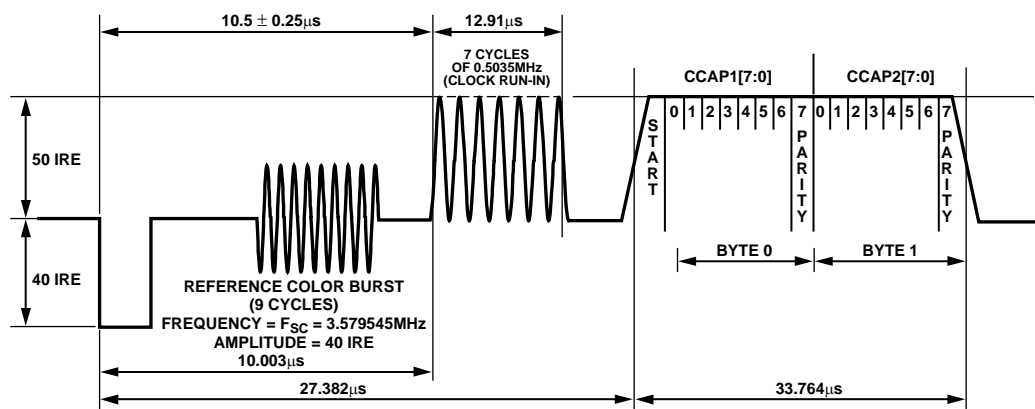 10.5 ± 0.25µs
12.91µs
7 CYCLES
OF 0.5035MHz
(CLOCK RUN-IN)
CCAP1[7:0]
CCAP2[7:0]
0 1 2 3 4 5 6 7 0 1 2 3 4 5 6 7
START
PARITY
PARITY
50 IRE
40 IRE
BYTE 0
BYTE 1
REFERENCE COLOR BURST
(9 CYCLES)
FREQUENCY = FSC = 3.579545MHz
AMPLITUDE = 40 IRE
10.003µs
27.382µs
33.764µs